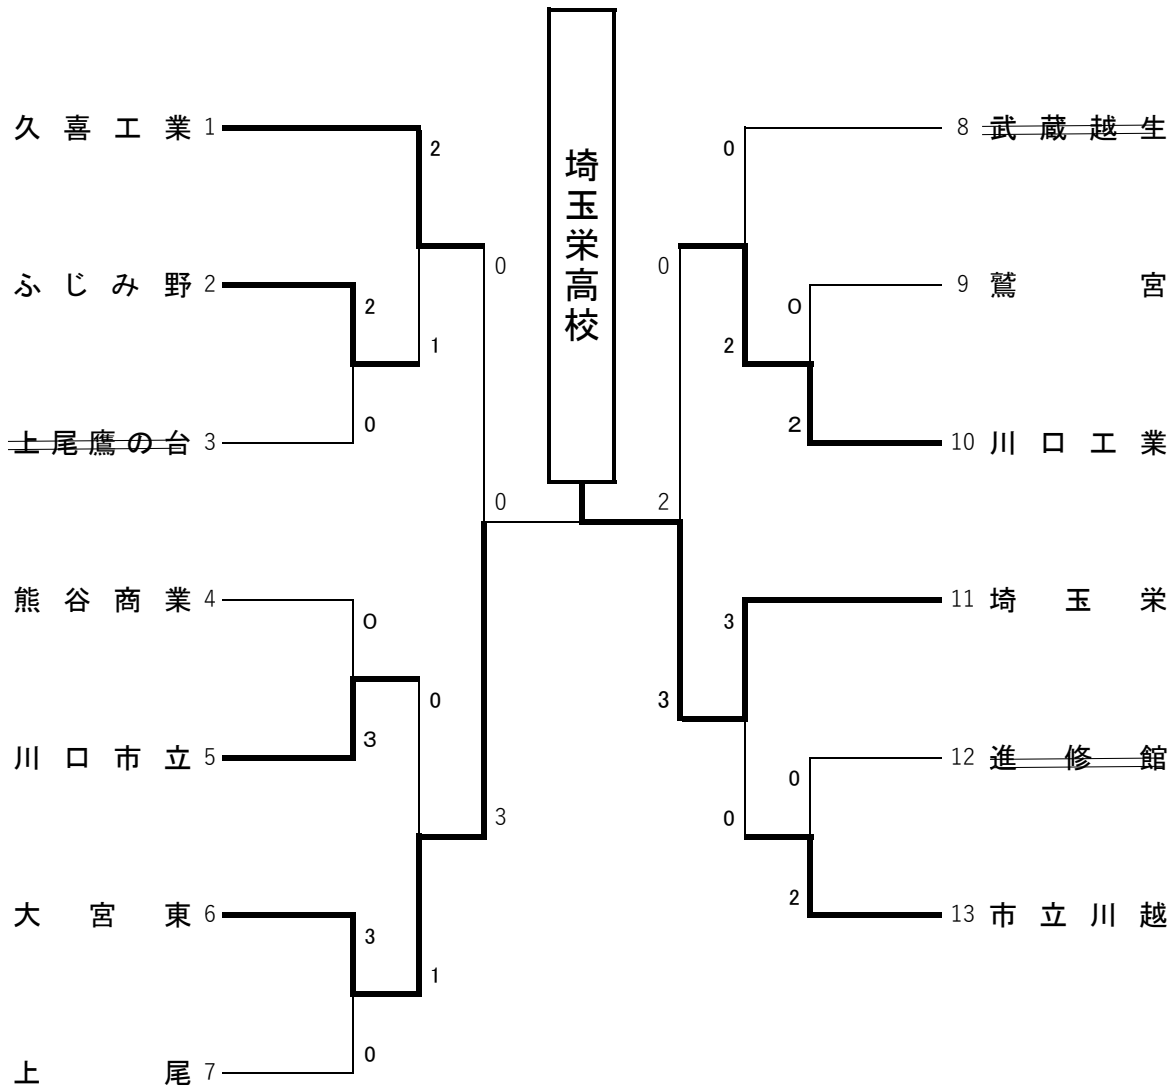 埼玉栄高校
久喜工業 1
2
ふじみ野 2
2
1
0
上尾鷹の台 3
0
0
熊谷商業 4
0
0
川口市立 5
3
3
大宮東 6
3
1
上尾 7
0
8 武蔵越生
0
0
9 鷲宮
0
2
2
10 川口工業
2
11 埼玉栄
3
3
12 進修館
0
0
2
13 市立川越